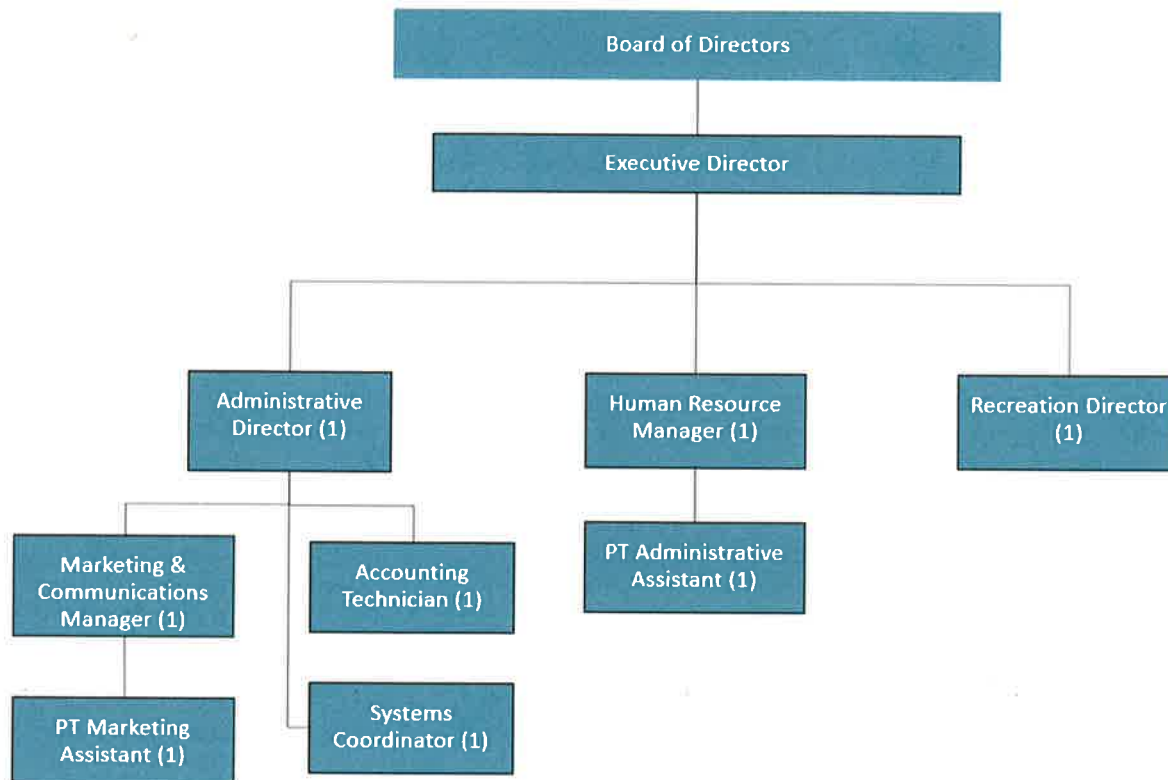 Board of Directors
Executive Director
Administrative
Director (1)
Human Resource
Manager (1)
Recreation Director
(1)
Marketing &
Communications
Manager (1)
Accounting
Technician (1)
PT Administrative
Assistant (1)
PT Marketing
Assistant (1)
Systems
Coordinator (1)